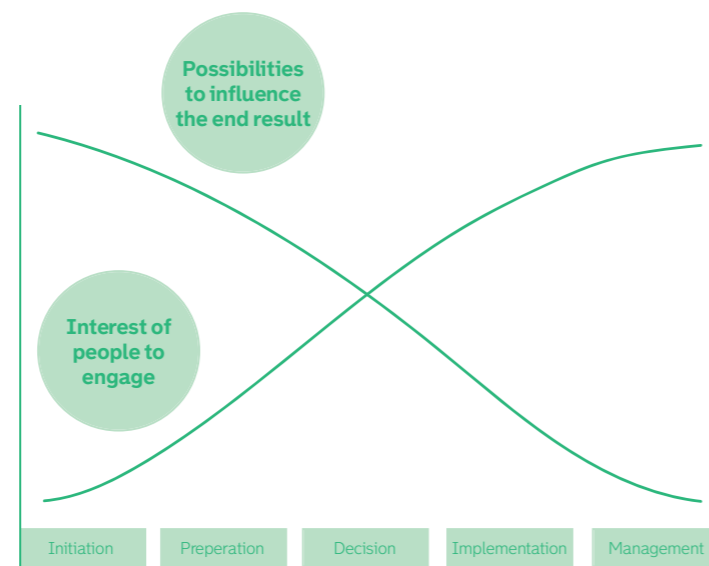 Possibilities
to influence
the end result
Interest of
people to
engage
Initiation
Preperation
Decision
Implementation
Management